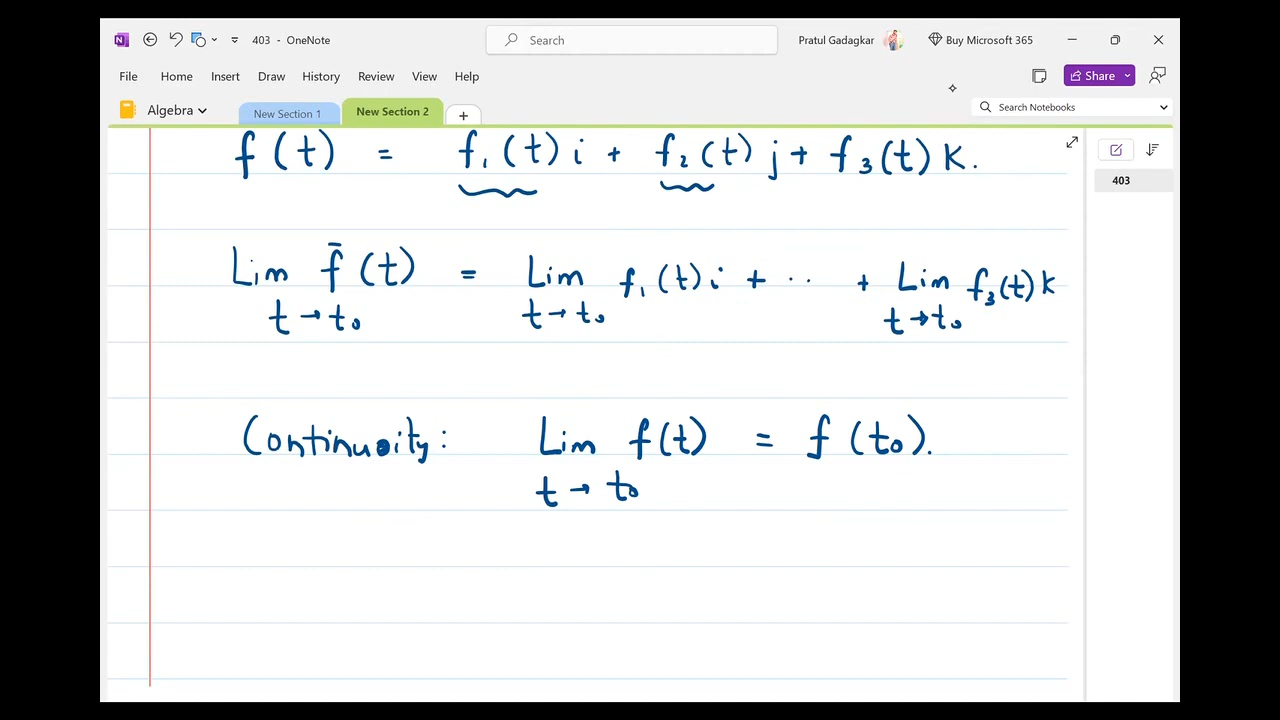 403 - OneNote
Search
Pratul Gadagkar
Buy Microsoft 365
File Home Insert Draw History Review View Help
Share
Algebra
New Section 1
New Section 2
+
Search Notebooks
403
f(t) = f₁(t) i + f₂(t) j + f₃(t) k.
Lim f̄(t) = Lim f₁(t) i + ·· + Lim f₃(t) k
t → t₀ t → t₀ t → t₀
Continuity: Lim f(t) = f(t₀).
t → t₀